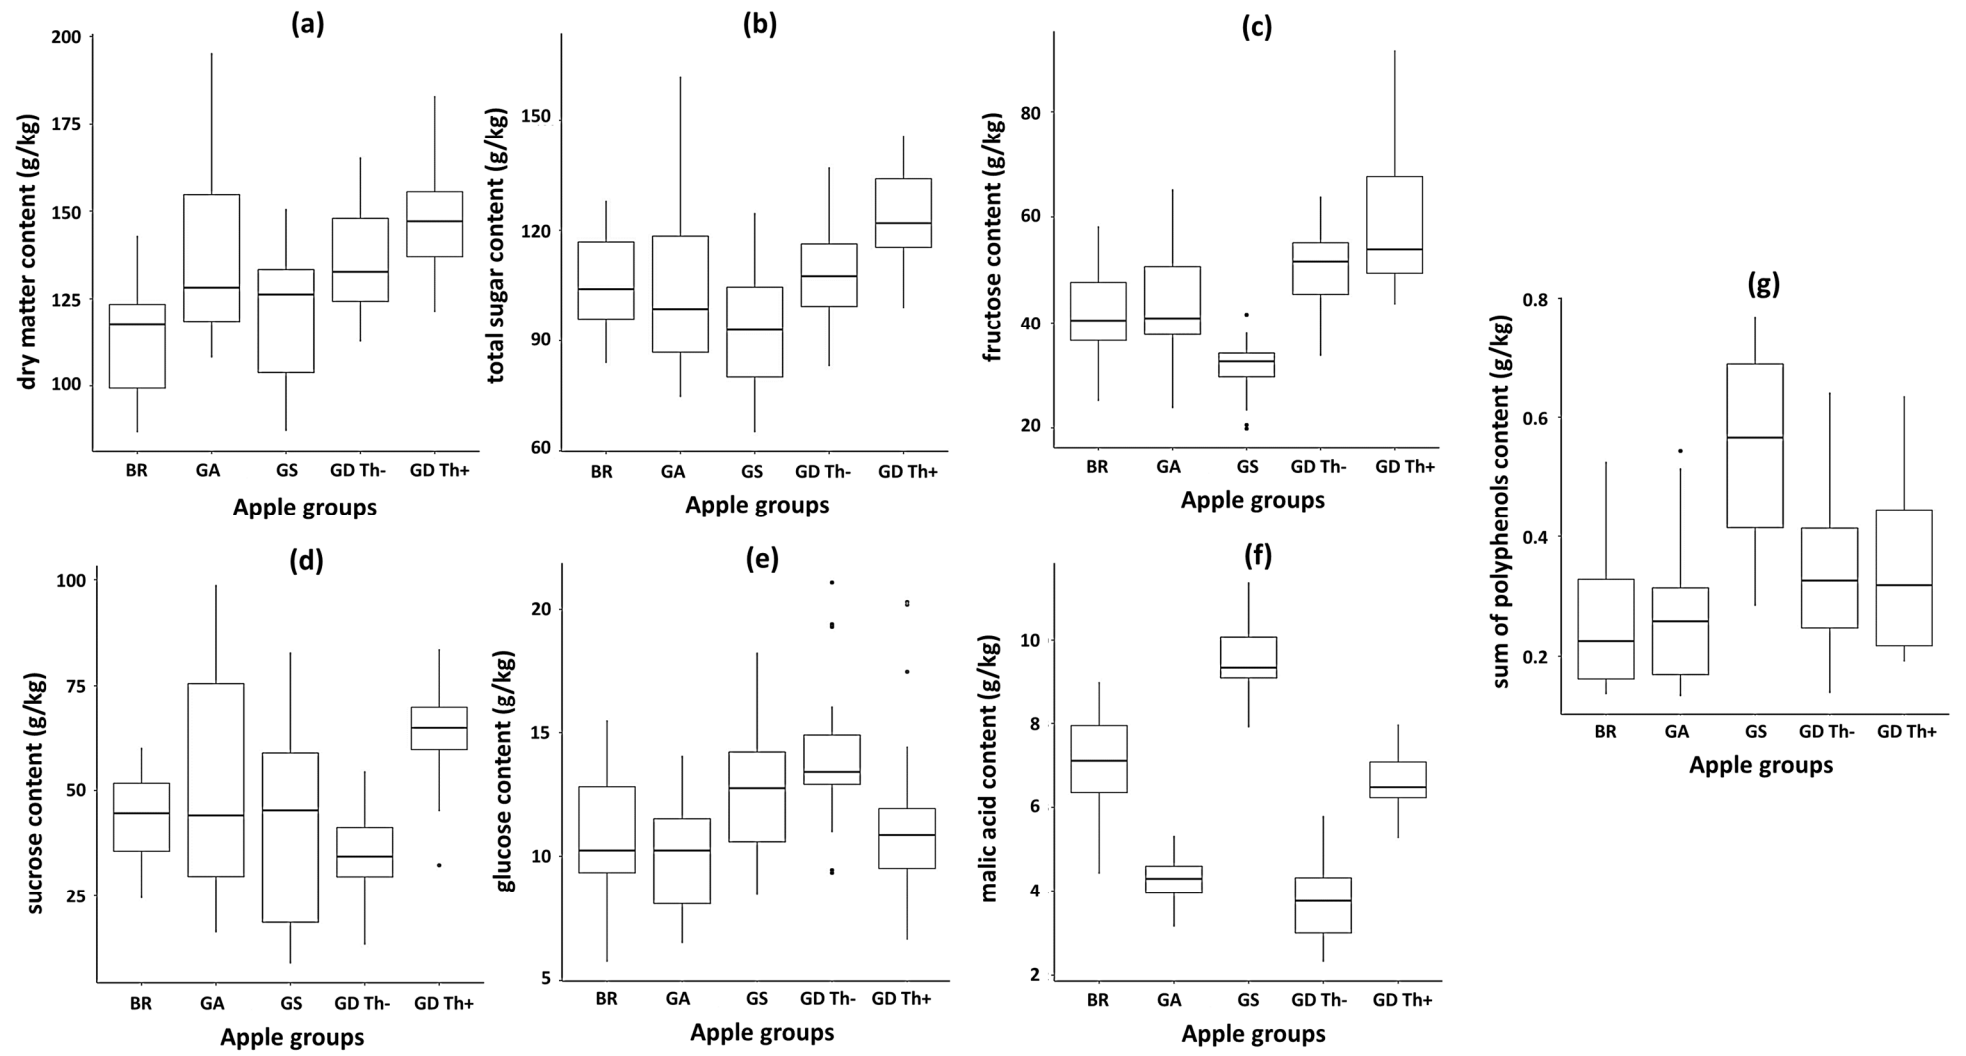 (a)
dry matter content (g/kg)
200
175
150
125
100
BR GA GS GD Th- GD Th+
Apple groups
(b)
total sugar content (g/kg)
150
120
90
60
BR GA GS GD Th- GD Th+
Apple groups
(c)
fructose content (g/kg)
80
60
40
20
BR GA GS GD Th- GD Th+
Apple groups
(d)
sucrose content (g/kg)
100
75
50
25
BR GA GS GD Th- GD Th+
Apple groups
(e)
glucose content (g/kg)
20
15
10
5
BR GA GS GD Th- GD Th+
Apple groups
(f)
malic acid content (g/kg)
10
8
6
4
2
BR GA GS GD Th- GD Th+
Apple groups
(g)
sum of polyphenols content (g/kg)
0.8
0.6
0.4
0.2
BR GA GS GD Th- GD Th+
Apple groups